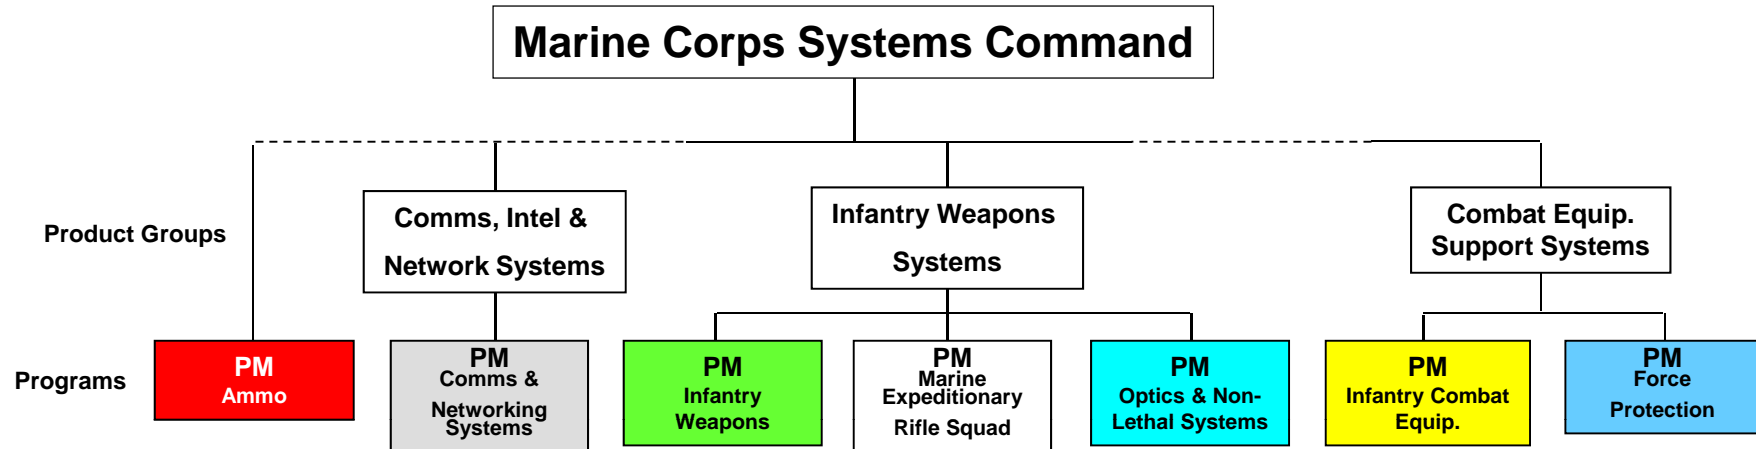 Marine Corps Systems Command
Product Groups
Comms, Intel &
Network Systems
Infantry Weapons
Systems
Combat Equip.
Support Systems
Programs
PM
Ammo
PM
Comms &
Networking
Systems
PM
Infantry
Weapons
PM
Marine
Expeditionary
Rifle Squad
PM
Optics & Non-
Lethal Systems
PM
Infantry Combat
Equip.
PM
Force
Protection